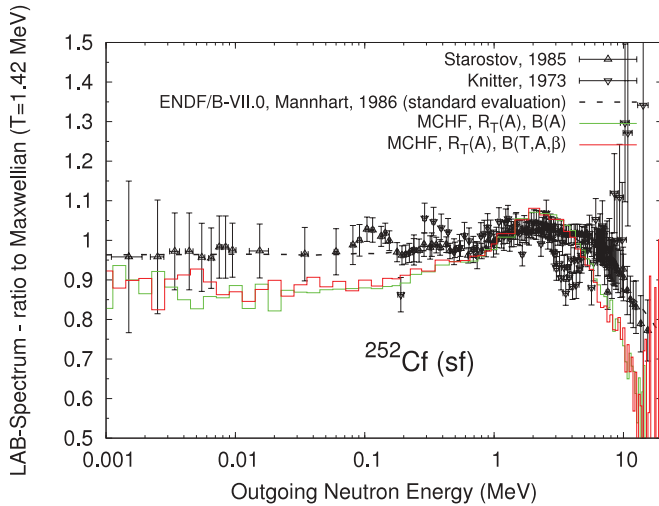 LAB-Spectrum - ratio to Maxwellian (T=1.42 MeV)
1.5
1.4
1.3
1.2
1.1
1
0.9
0.8
0.7
0.6
0.5
Starostov, 1985
Knitter, 1973
ENDF/B-VII.0, Mannhart, 1986 (standard evaluation)
MCHF, R_T(A), B(A)
MCHF, R_T(A), B(T,A,β)
²⁵²Cf (sf)
0.001 0.01 0.1 1 10
Outgoing Neutron Energy (MeV)